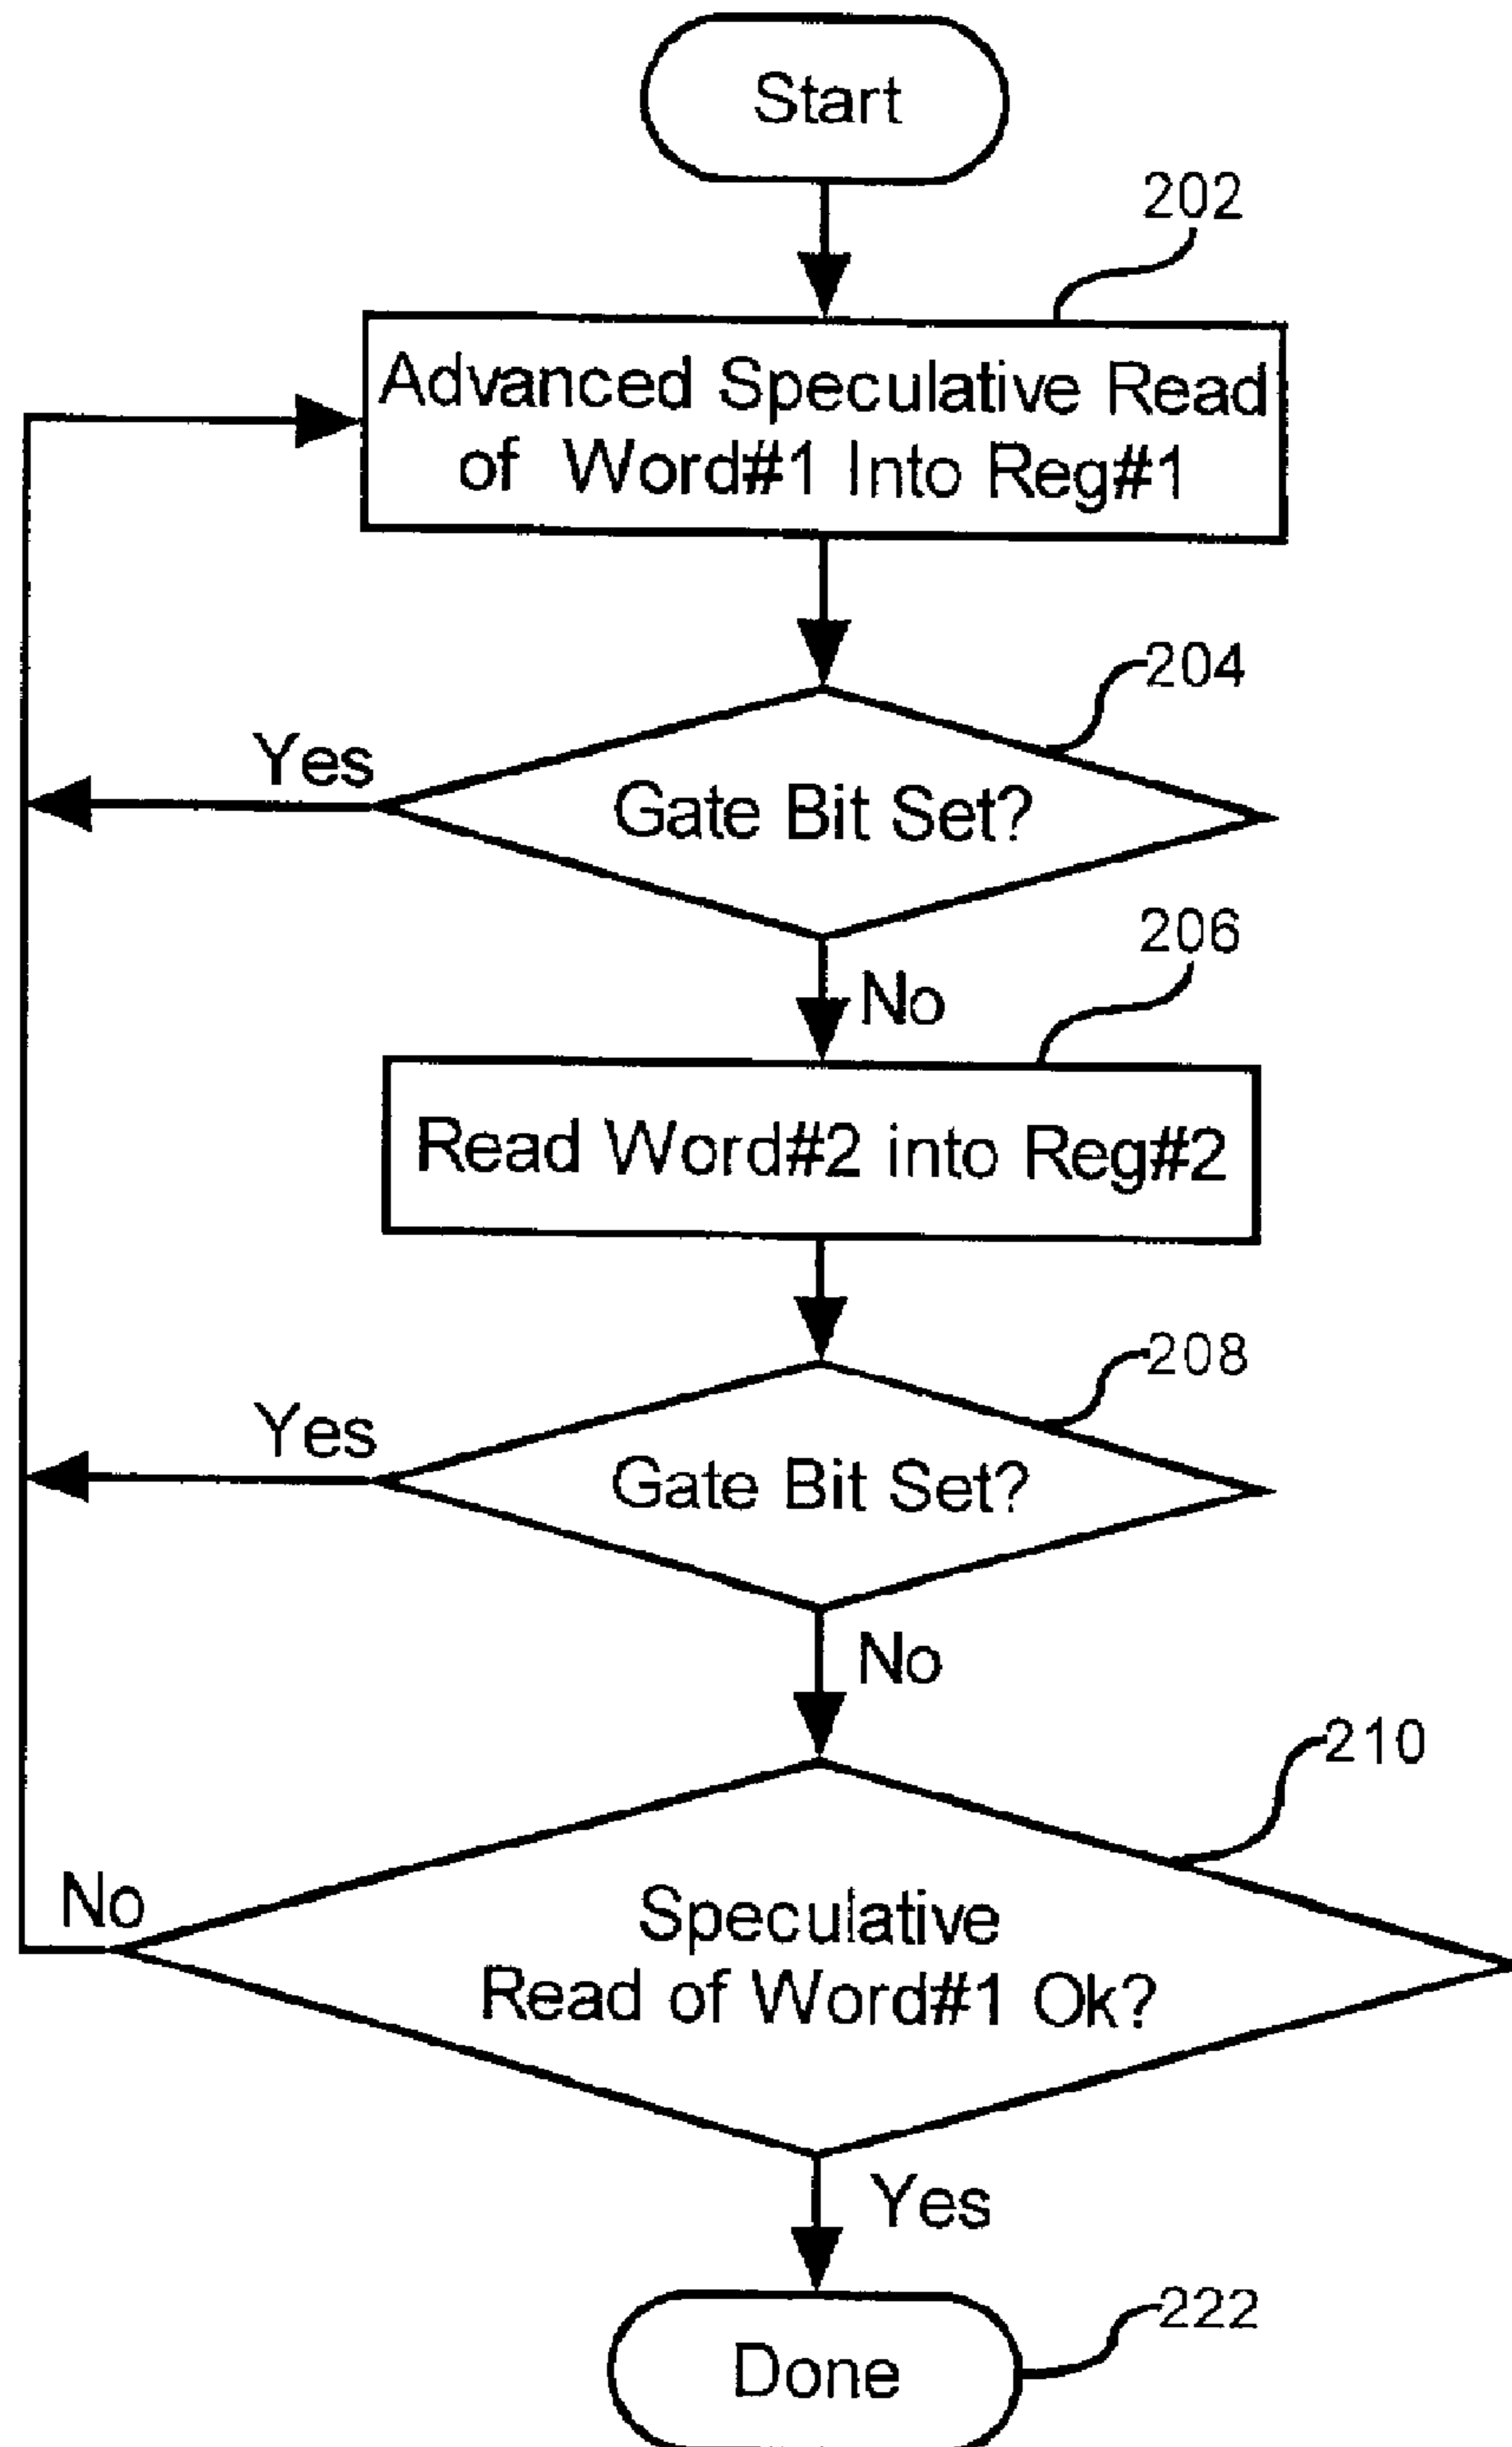 Start
202
Advanced Speculative Read
of Word#1 Into Reg#1
204
Yes
Gate Bit Set?
206
No
Read Word#2 into Reg#2
208
Yes
Gate Bit Set?
No
210
No
Speculative
Read of Word#1 Ok?
Yes
222
Done